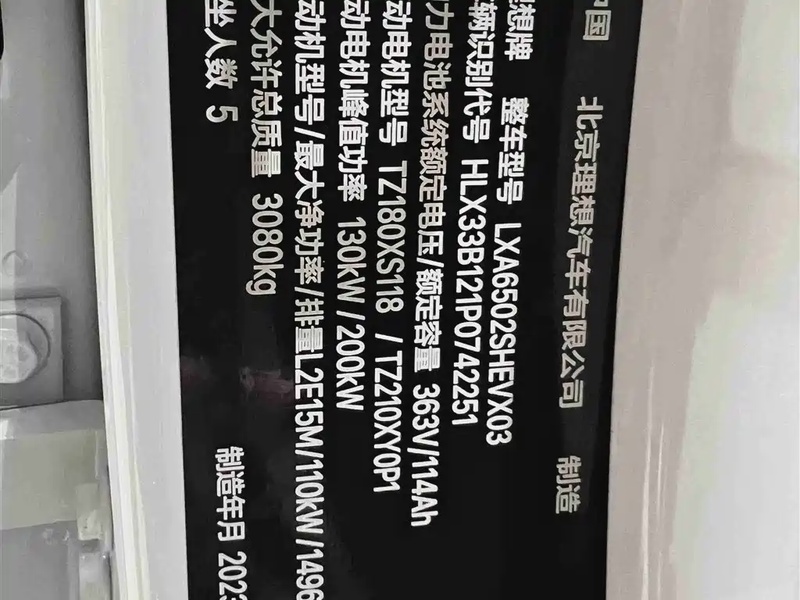 中国 北京理想汽车有限公司 制造
理想牌 整车型号 LXA6502SHEVX03
车辆识别代号 HLX33B121P0742251
力电池系统额定电压/额定容量 363V/114Ah
动电机型号 TZ180XS118 /TZ210XY0P1
动电机峰值功率 130kW/200kW
动机型号/最大净功率/排量L2E15M/110kW/1496
大允许总质量 3080kg
坐人数 5 制造年月 2023